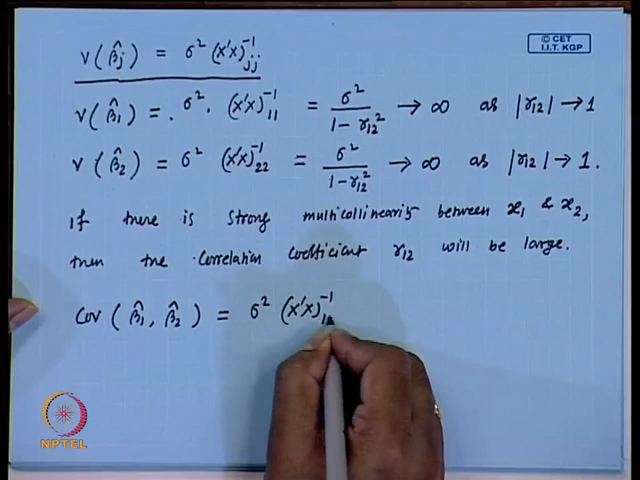 © CET
I.I.T. KGP
V(β̂j) = σ² (x'x)⁻¹jj
V(β̂1) = . σ² . (x'x)⁻¹11 = σ² / (1 - r12²) → ∞ as |r12| → 1
V(β̂2) = σ² (x'x)⁻¹22 = σ² / (1 - r12²) → ∞ as |r12| → 1.
If there is strong multicollinearity between x1 & x2,
then the correlation coefficient r12 will be large.
Cov(β̂1, β̂2) = σ² (x'x)⁻¹
NPTEL